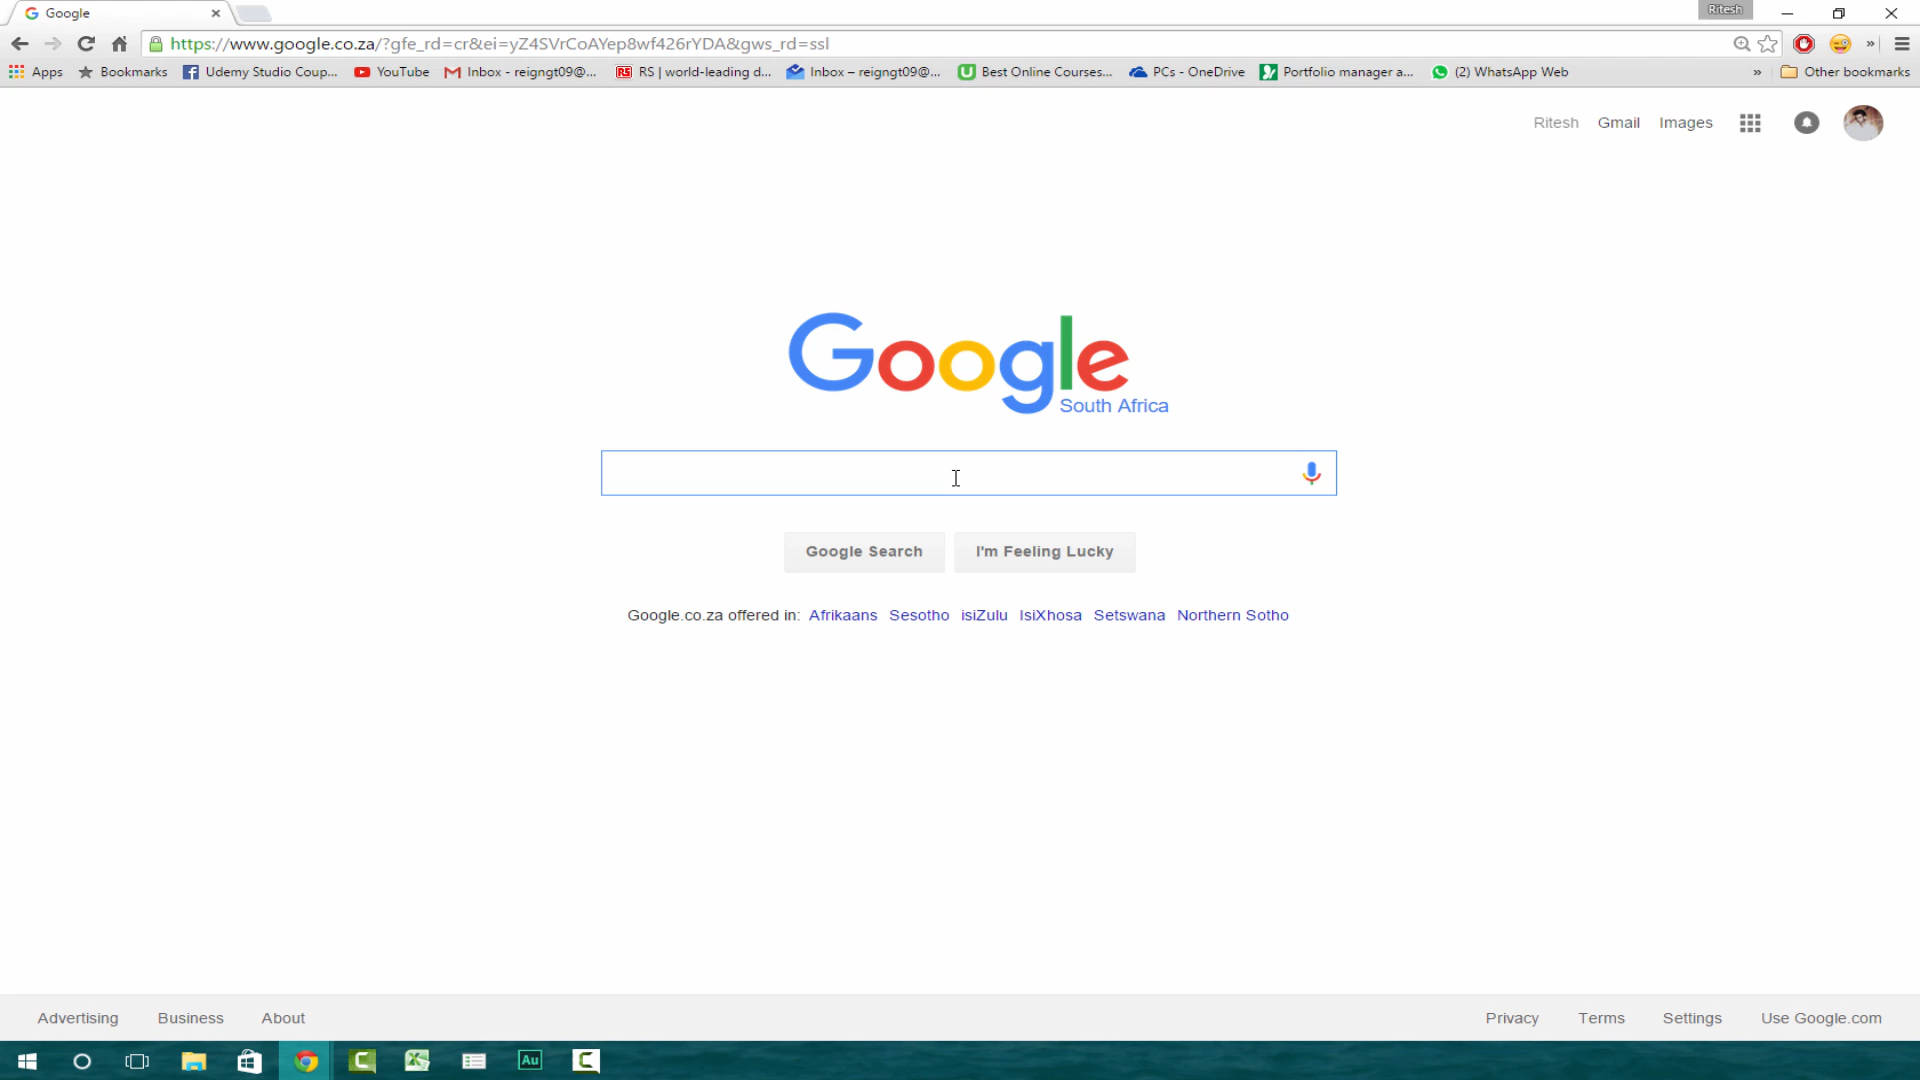 Google
Ritesh
https://www.google.co.za/?gfe_rd=cr&ei=yZ4SVrCoAYep8wf426rYDA&gws_rd=ssl
Apps Bookmarks Udemy Studio Coup... YouTube Inbox - reigngt09@... RS | world-leading d... Inbox – reigngt09@... Best Online Courses... PCs - OneDrive Portfolio manager a... (2) WhatsApp Web » Other bookmarks
Ritesh Gmail Images
Google
South Africa
Google Search I'm Feeling Lucky
Google.co.za offered in: Afrikaans Sesotho isiZulu IsiXhosa Setswana Northern Sotho
Advertising Business About Privacy Terms Settings Use Google.com
Au